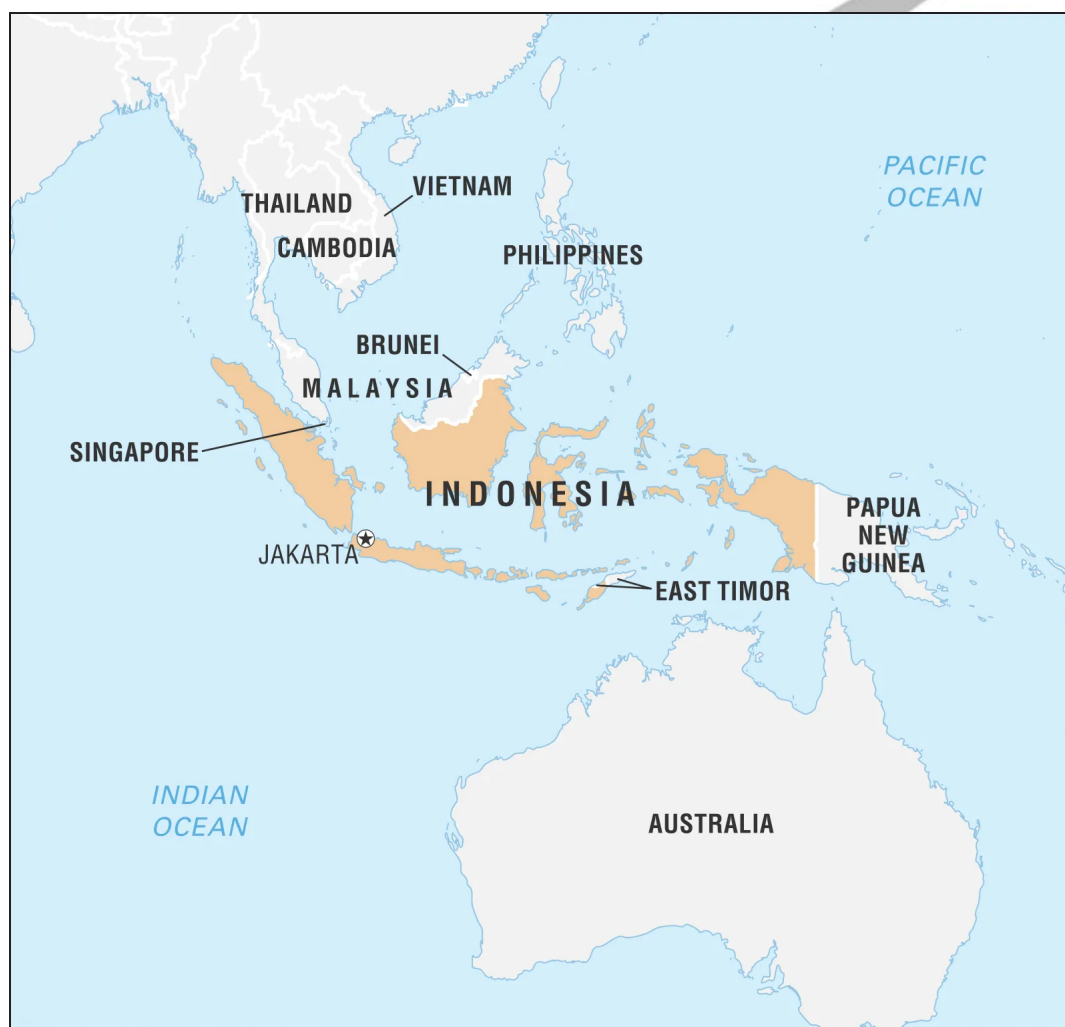 PACIFIC
OCEAN
VIETNAM
THAILAND
CAMBODIA
PHILIPPINES
BRUNEI
MALAYSIA
SINGAPORE
INDONESIA
PAPUA
NEW
GUINEA
JAKARTA
EAST TIMOR
INDIAN
OCEAN
AUSTRALIA